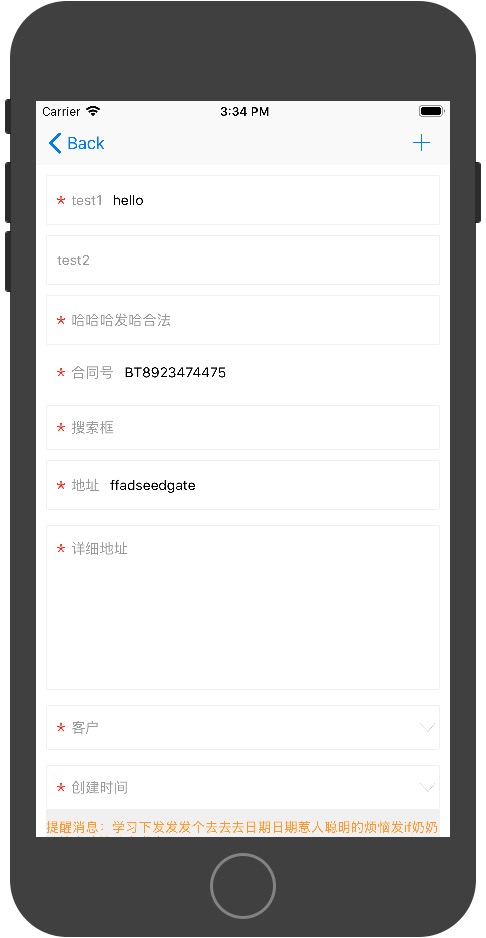 Carrier 3:34 PM
Back
* test1 hello
test2
* 哈哈哈发哈合法
* 合同号 BT8923474475
* 搜索框
* 地址 ffadseedgate
* 详细地址
* 客户
* 创建时间
提醒消息：学习下发发发个去去去日期日期惹人聪明的烦恼发if奶奶